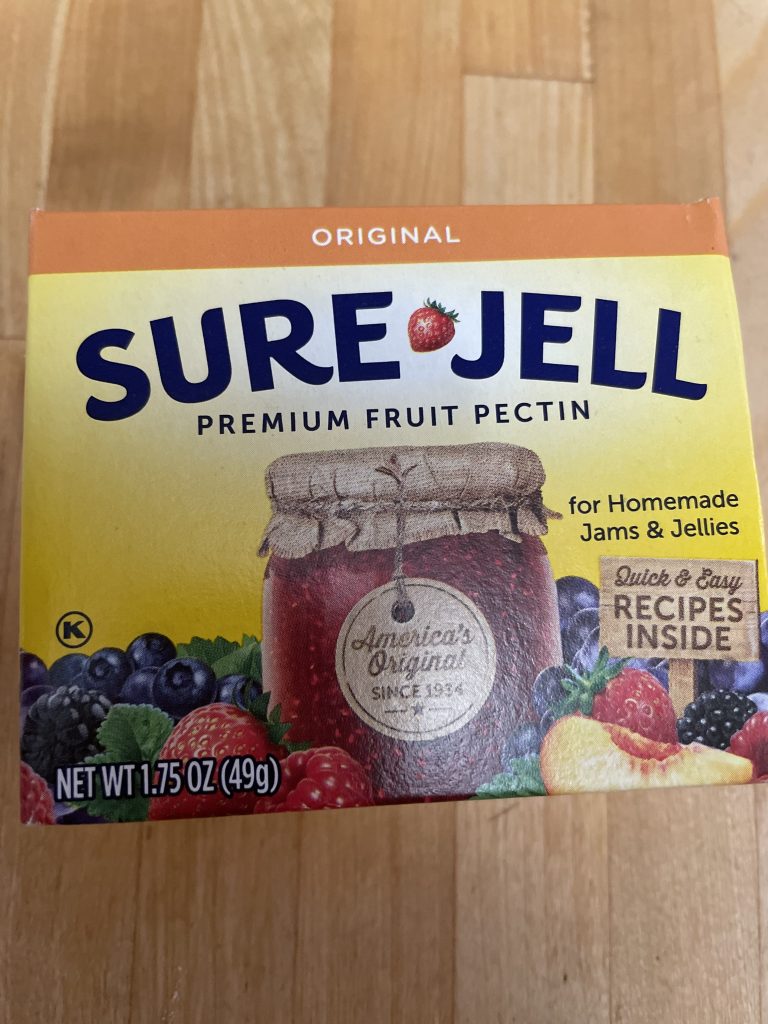 ORIGINAL
SURE JELL
PREMIUM FRUIT PECTIN
for Homemade
Jams & Jellies
Quick & Easy
RECIPES
INSIDE
K
America's
Original
SINCE 1934
NET WT 1.75 OZ (49g)